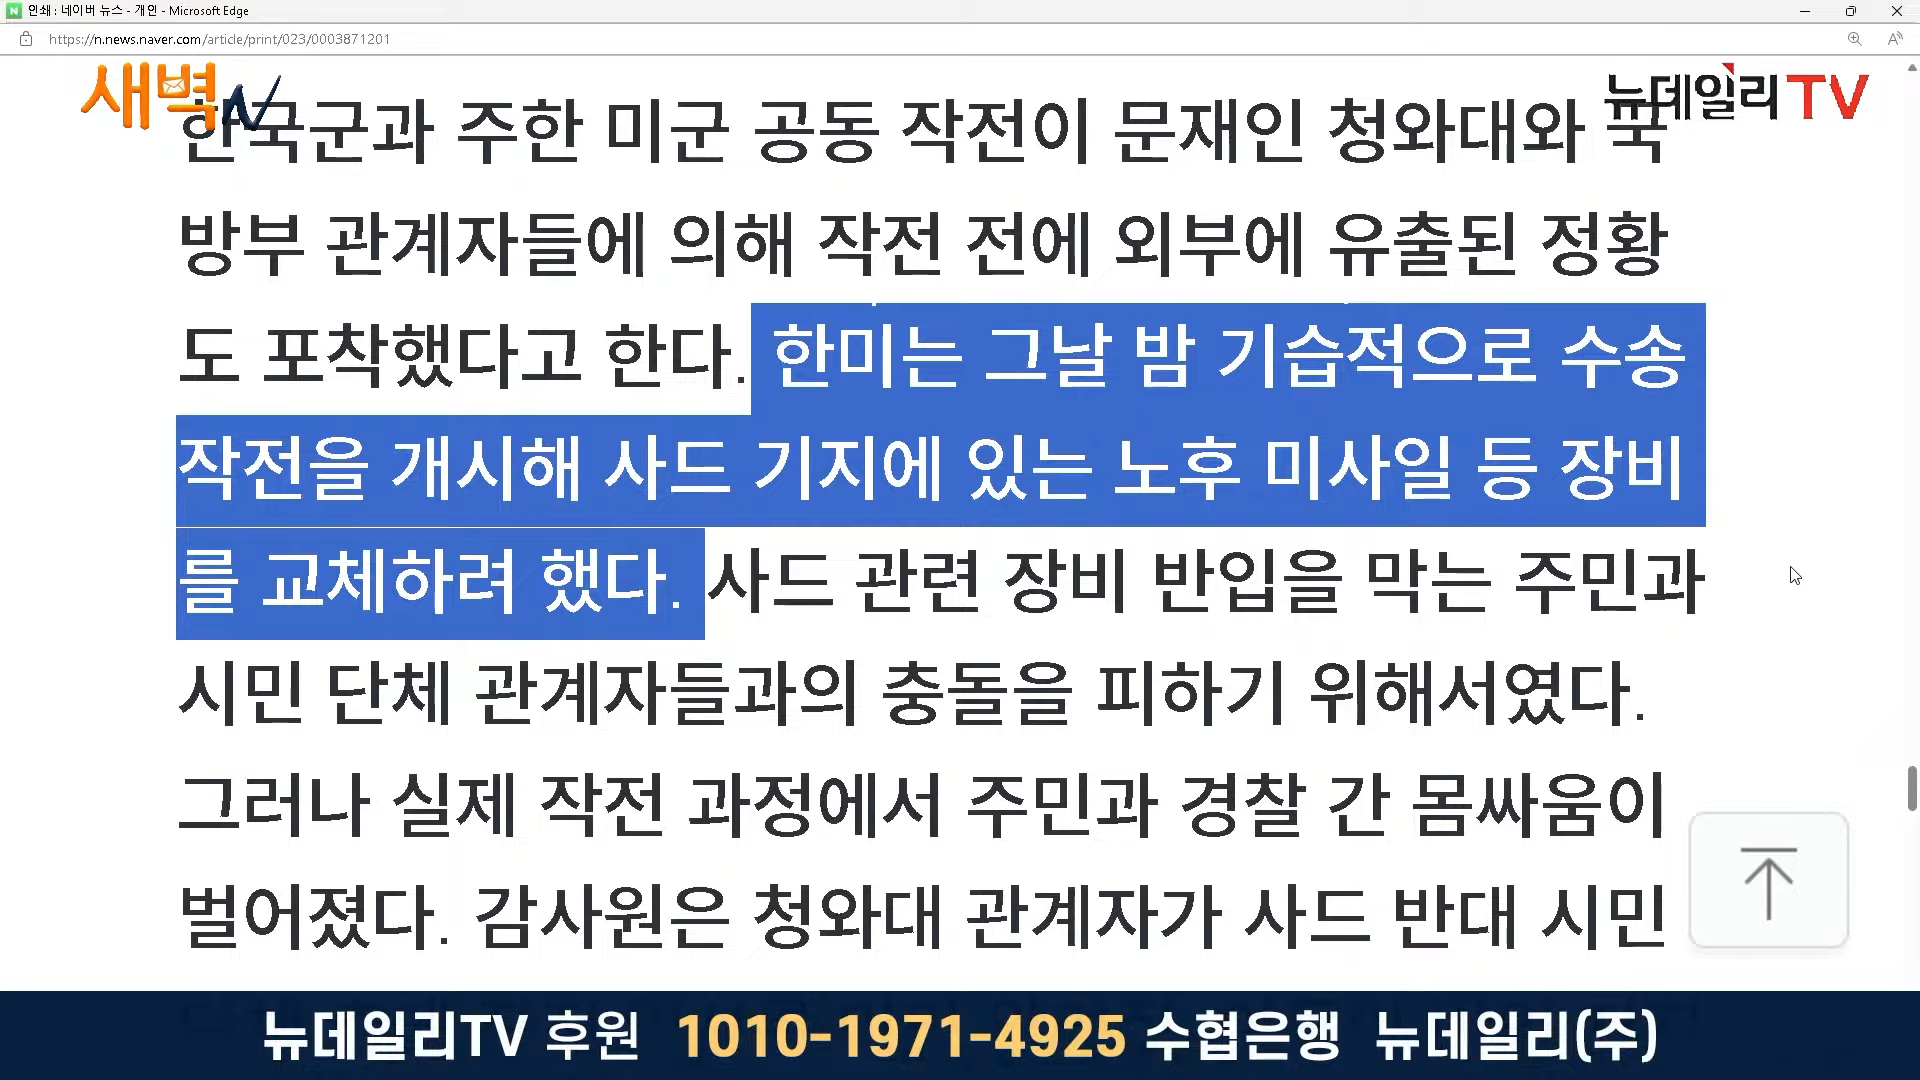 인쇄 : 네이버 뉴스 - 개인 - Microsoft Edge
https://n.news.naver.com/article/print/023/0003871201
새벽N
뉴데일리TV
한국군과 주한 미군 공동 작전이 문재인 청와대와 국
방부 관계자들에 의해 작전 전에 외부에 유출된 정황
도 포착했다고 한다. 한미는 그날 밤 기습적으로 수송
작전을 개시해 사드 기지에 있는 노후 미사일 등 장비
를 교체하려 했다. 사드 관련 장비 반입을 막는 주민과
시민 단체 관계자들과의 충돌을 피하기 위해서였다.
그러나 실제 작전 과정에서 주민과 경찰 간 몸싸움이
벌어졌다. 감사원은 청와대 관계자가 사드 반대 시민
뉴데일리TV 후원 1010-1971-4925 수협은행 뉴데일리(주)